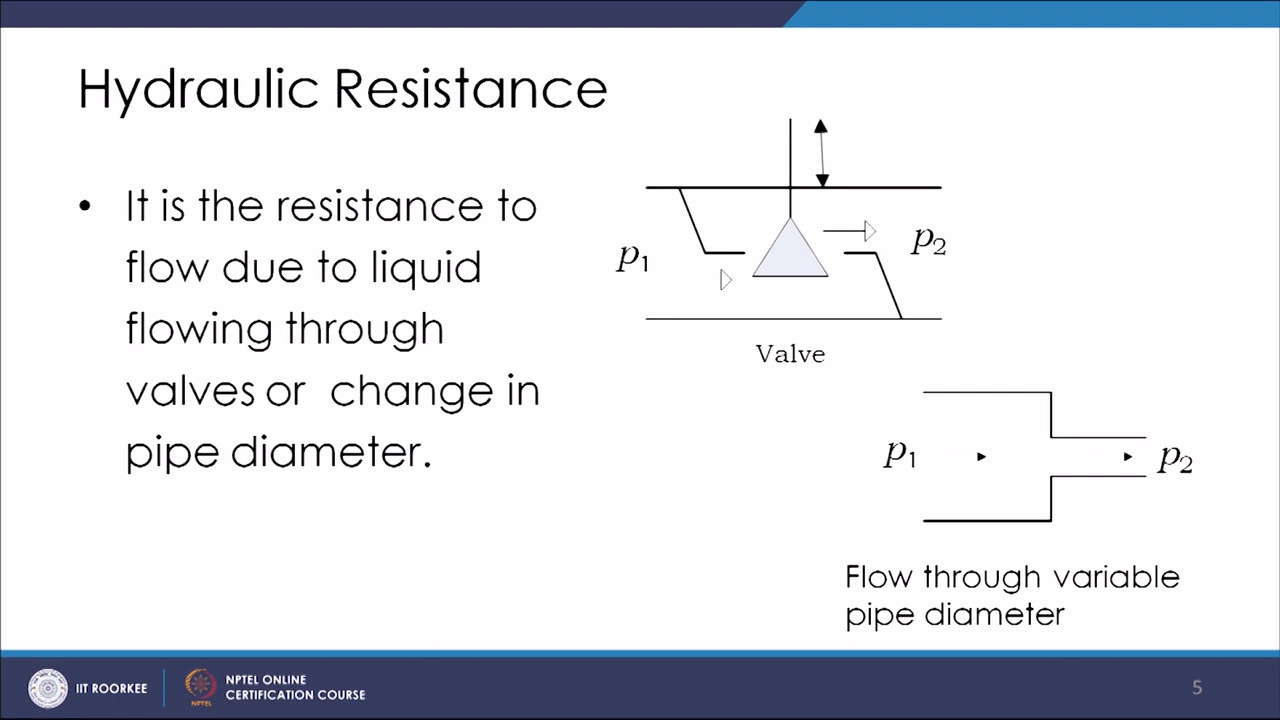 Hydraulic Resistance
• It is the resistance to
flow due to liquid
flowing through
valves or change in
pipe diameter.
p1
p2
Valve
p1
p2
Flow through variable
pipe diameter
IIT ROORKEE
NPTEL
NPTEL ONLINE
CERTIFICATION COURSE
5